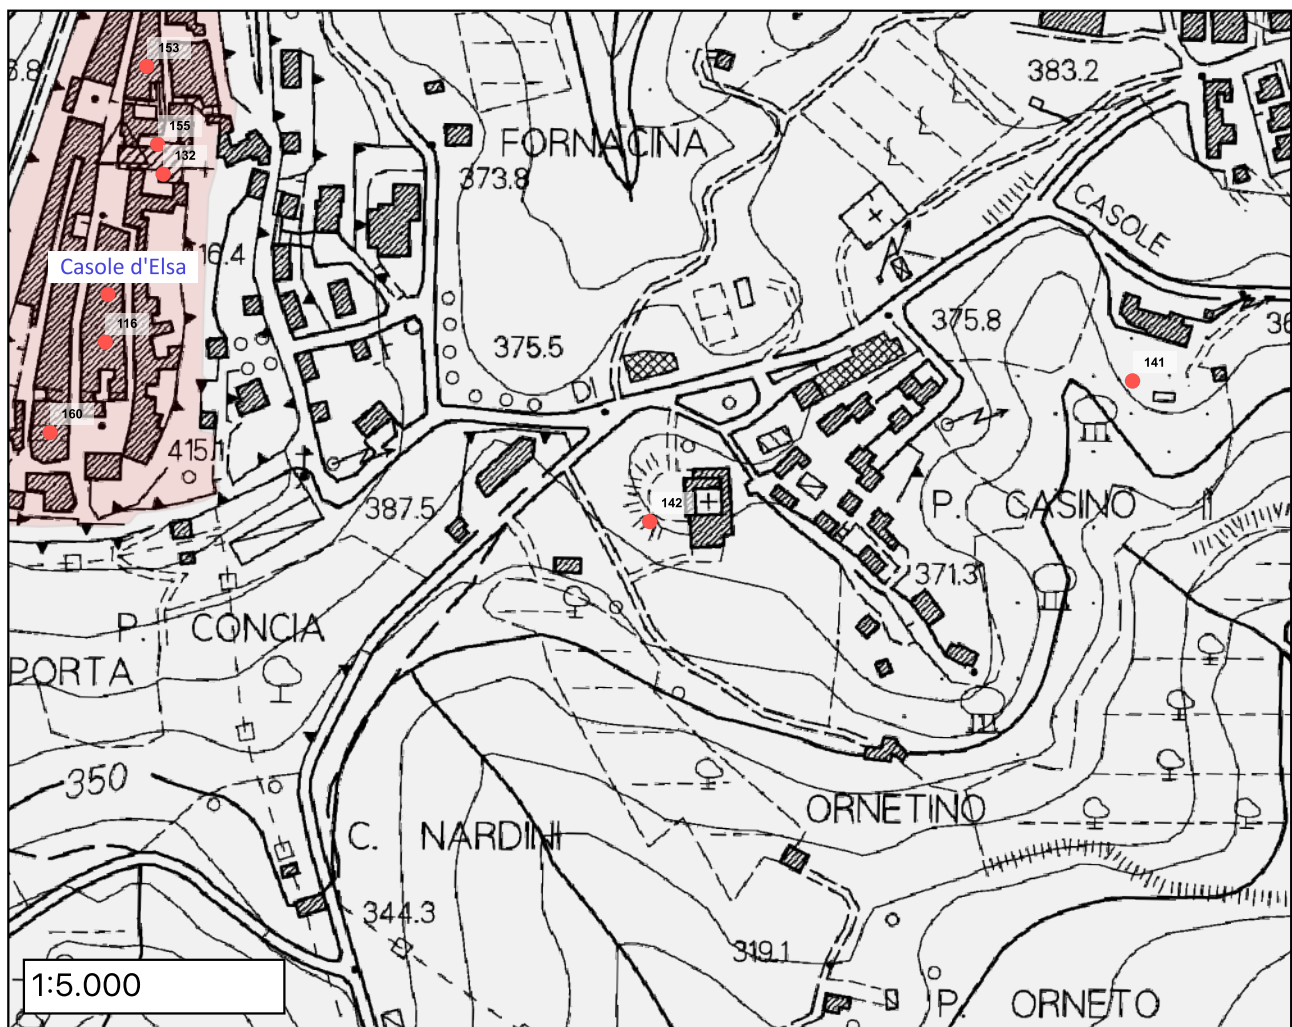 153
383.2
155
FORNACINA
132
373.8
CASOLE
Casole d'Elsa
375.8
116
375.5
DI
141
160
415.1
142
387.5
P. CASINO II
371.3
P. CONCIA
PORTA
350
ORNETINO
C. NARDINI
344.3
319.1
1:5.000
P. ORNETO